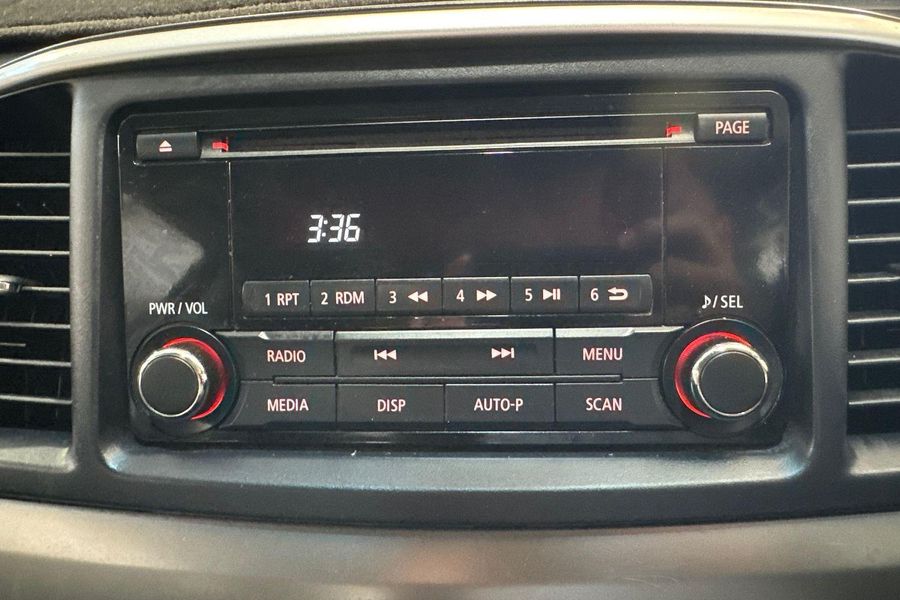 PAGE
3:36
1 RPT 2 RDM 3 4 5 6
PWR / VOL
/ SEL
RADIO MENU
MEDIA DISP AUTO-P SCAN